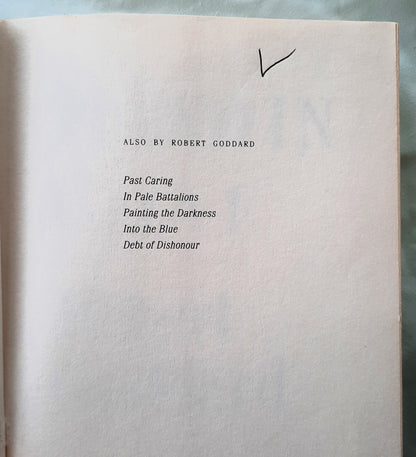 ALSO BY ROBERT GODDARD
Past Caring
In Pale Battalions
Painting the Darkness
Into the Blue
Debt of Dishonour